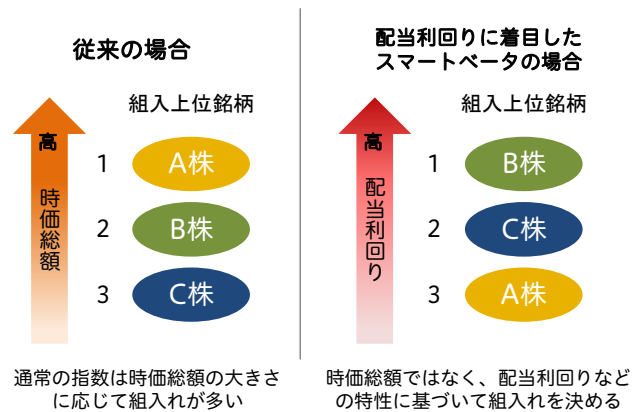 従来の場合
組入上位銘柄
高
時価総額
1 A株
2 B株
3 C株
通常の指数は時価総額の大きさ
に応じて組入れが多い
配当利回りに着目した
スマートベータの場合
組入上位銘柄
高
配当利回り
1 B株
2 C株
3 A株
時価総額ではなく、配当利回りなど
の特性に基づいて組入れを決める